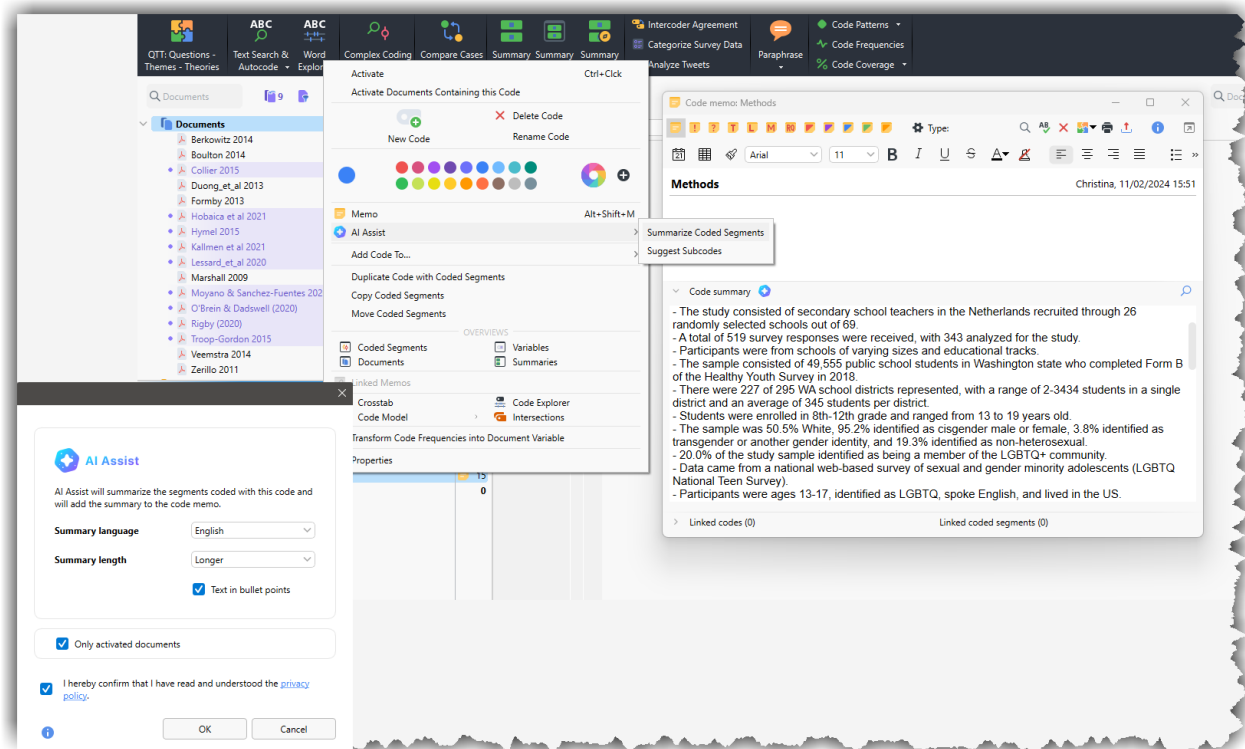 QTT: Questions -
Themes - Theories
ABC
Text Search &
Autocode
ABC
Word
Explor
Complex Coding
Compare Cases
Summary
Summary
Summary
Intercoder Agreement
Categorize Survey Data
Analyze Tweets
Paraphrase
Code Patterns
Code Frequencies
Code Coverage
Documents
9
Documents
Berkowitz 2014
Boulton 2014
Collier 2015
Duong_et_al 2013
Formby 2013
Hobaica et al 2021
Hymel 2015
Kallmen et al 2021
Lessard_et_al 2020
Marshall 2009
Moyano & Sanchez-Fuentes 202
O'Brein & Dadswell (2020)
Rigby (2020)
Troop-Gordon 2015
Veemstra 2014
Zerillo 2011
Activate Ctrl+Clck
Activate Documents Containing this Code
New Code
Delete Code
Rename Code
Memo Alt+Shift+M
AI Assist
Add Code To...
Duplicate Code with Coded Segments
Copy Coded Segments
Move Coded Segments
OVERVIEWS
Coded Segments Variables
Documents Summaries
Linked Memos
Crosstab Code Explorer
Code Model Intersections
Transform Code Frequencies into Document Variable
Properties
15
0
Summarize Coded Segments
Suggest Subcodes
Code memo: Methods
! ? T L M RQ
Type:
21 Arial 11 B I U S A
Methods Christina, 11/02/2024 15:51
Code summary
- The study consisted of secondary school teachers in the Netherlands recruited through 26
randomly selected schools out of 69.
- A total of 519 survey responses were received, with 343 analyzed for the study.
- Participants were from schools of varying sizes and educational tracks.
- The sample consisted of 49,555 public school students in Washington state who completed Form B
of the Healthy Youth Survey in 2018.
- There were 227 of 295 WA school districts represented, with a range of 2-3434 students in a single
district and an average of 345 students per district.
- Students were enrolled in 8th-12th grade and ranged from 13 to 19 years old.
- The sample was 50.5% White, 95.2% identified as cisgender male or female, 3.8% identified as
transgender or another gender identity, and 19.3% identified as non-heterosexual.
- 20.0% of the study sample identified as being a member of the LGBTQ+ community.
- Data came from a national web-based survey of sexual and gender minority adolescents (LGBTQ
National Teen Survey).
- Participants were ages 13-17, identified as LGBTQ, spoke English, and lived in the US.
Linked codes (0) Linked coded segments (0)
Doc
AI Assist
AI Assist will summarize the segments coded with this code and
will add the summary to the code memo.
Summary language English
Summary length Longer
Text in bullet points
Only activated documents
I hereby confirm that I have read and understood the privacy
policy.
OK Cancel